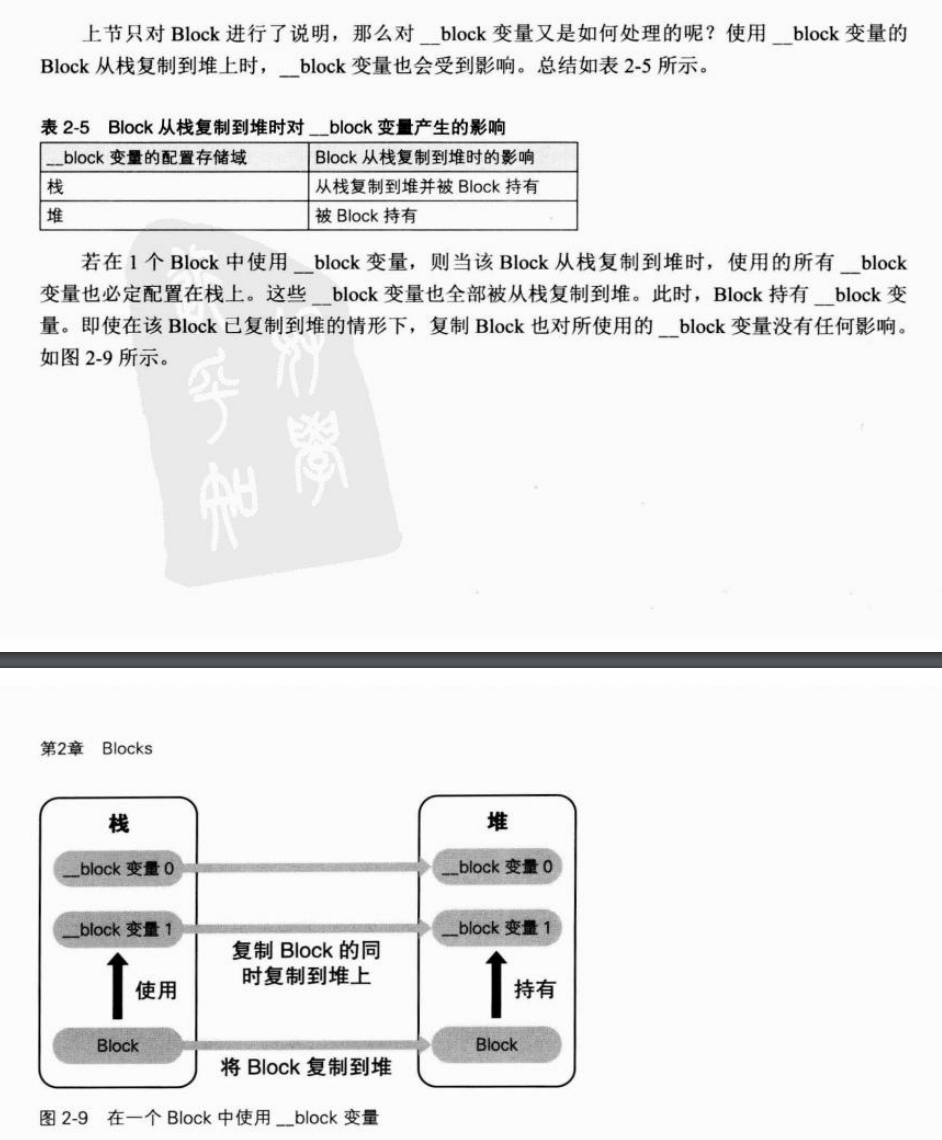 上节只对 Block 进行了说明，那么对 __block 变量又是如何处理的呢？使用 __block 变量的
Block 从栈复制到堆上时，__block 变量也会受到影响。总结如表 2-5 所示。
表 2-5 Block 从栈复制到堆时对 __block 变量产生的影响
__block 变量的配置存储域 Block 从栈复制到堆时的影响
栈 从栈复制到堆并被 Block 持有
堆 被 Block 持有
若在 1 个 Block 中使用 __block 变量，则当该 Block 从栈复制到堆时，使用的所有 __block
变量也必定配置在栈上。这些 __block 变量也全部被从栈复制到堆。此时，Block 持有 __block 变
量。即使在该 Block 已复制到堆的情形下，复制 Block 也对所使用的 __block 变量没有任何影响。
如图 2-9 所示。
第2章 Blocks
栈 堆
__block 变量 0 __block 变量 0
__block 变量 1 __block 变量 1
复制 Block 的同
时复制到堆上
使用 持有
Block Block
将 Block 复制到堆
图 2-9 在一个 Block 中使用 __block 变量